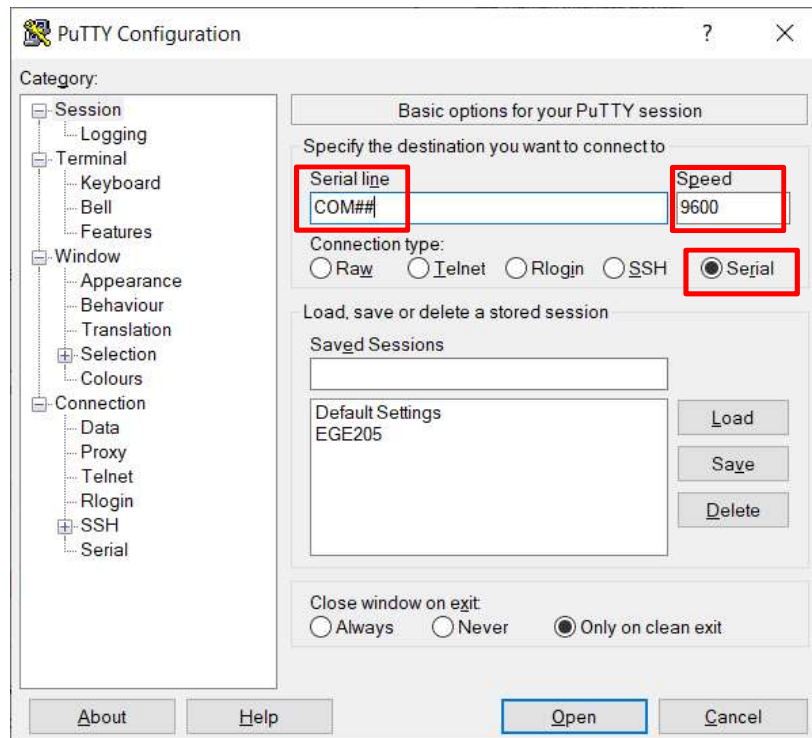 PuTTY Configuration
?
Category:
Session
Logging
Terminal
Keyboard
Bell
Features
Window
Appearance
Behaviour
Translation
Selection
Colours
Connection
Data
Proxy
Telnet
Rlogin
SSH
Serial
Basic options for your PuTTY session
Specify the destination you want to connect to
Serial line
Speed
COM##
9600
Connection type:
Raw Telnet Rlogin SSH Serial
Load, save or delete a stored session
Saved Sessions
Default Settings
EGE205
Load
Save
Delete
Close window on exit:
Always Never Only on clean exit
About Help Open Cancel